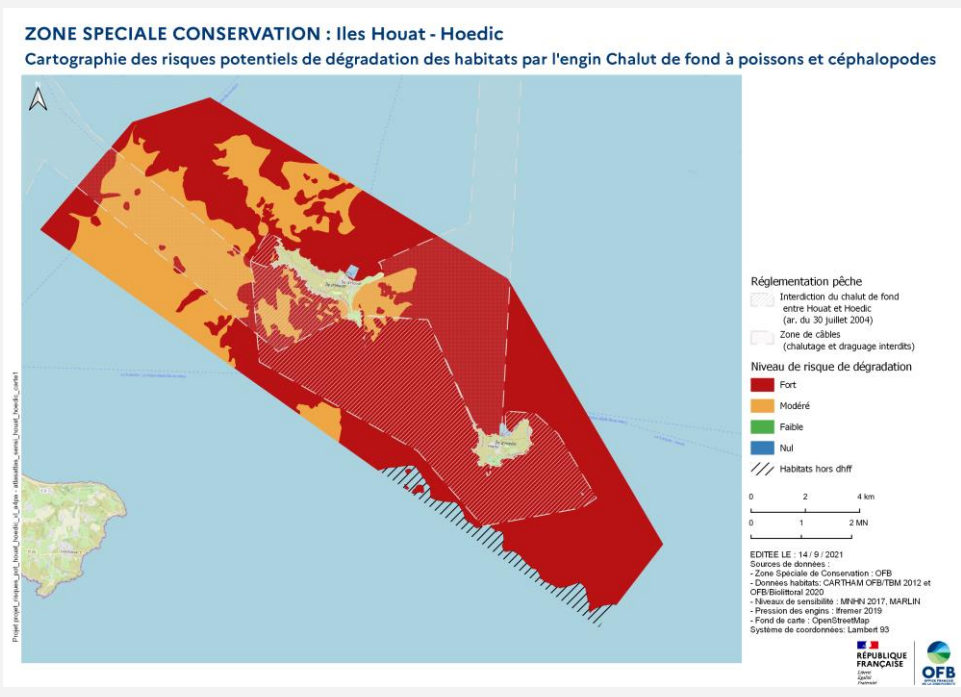 ZONE SPECIALE CONSERVATION : Iles Houat - Hoedic
Cartographie des risques potentiels de dégradation des habitats par l'engin Chalut de fond à poissons et céphalopodes
Réglementation pêche
Interdiction du chalut de fond
entre Houat et Hoedic
(ar. du 30 juillet 2004)
Zone de câbles
(chalutage et draguage interdits)
Niveau de risque de dégradation
Fort
Modéré
Faible
Nul
Habitats hors dhff
0 2 4 km
0 1 2 MN
EDITEE LE : 14 / 9 / 2021
Sources de données :
- Zone Spéciale de Conservation : OFB
- Données habitats: CARTHAM OFB/TBM 2012 et
OFB/Biolittoral 2020
- Niveaux de sensibilité : MNHN 2017, MARLIN
- Pression des engins : Ifremer 2019
- Fond de carte : OpenStreetMap
Système de coordonnées: Lambert 93
RÉPUBLIQUE
FRANÇAISE
Liberté
Égalité
Fraternité
OFB